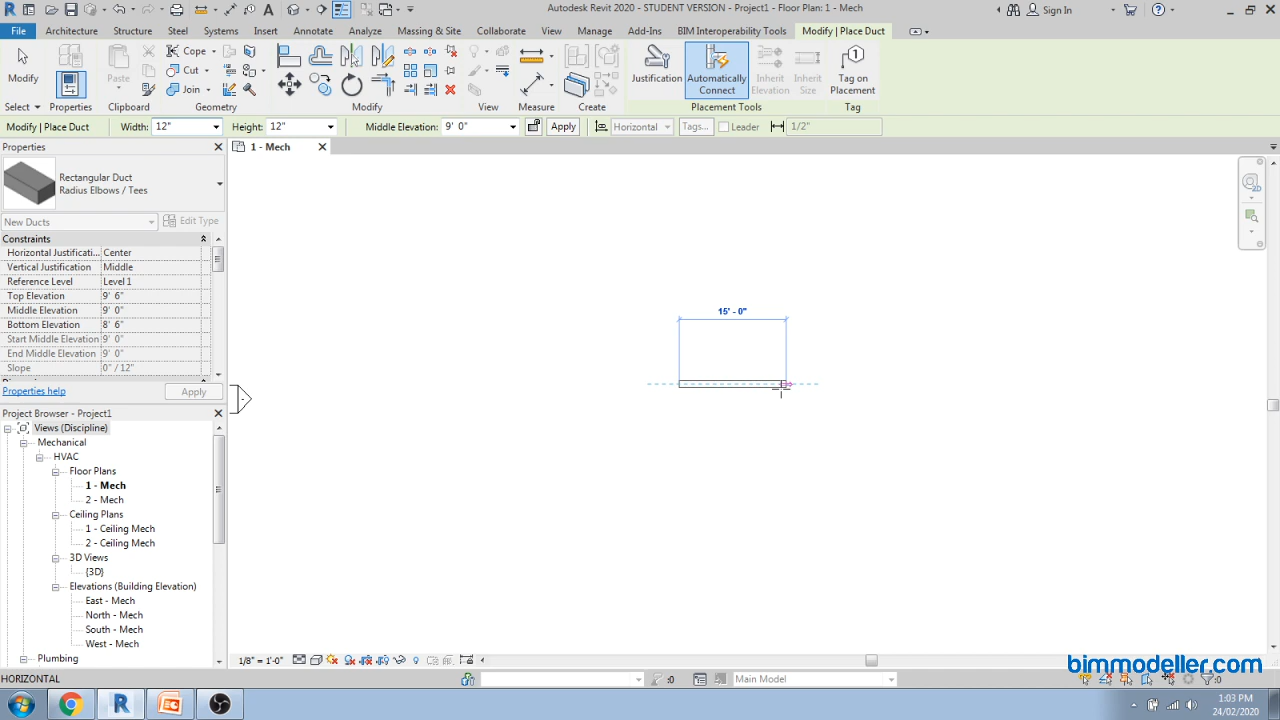 Autodesk Revit 2020 - STUDENT VERSION - Project1 - Floor Plan: 1 - Mech
Sign In
File Architecture Structure Steel Systems Insert Annotate Analyze Massing & Site Collaborate View Manage Add-Ins BIM Interoperability Tools Modify | Place Duct
Modify
Paste
Cope
Cut
Join
Justification
Automatically Connect
Inherit Elevation
Inherit Size
Tag on Placement
Select Properties Clipboard Geometry Modify View Measure Create Placement Tools Tag
Modify | Place Duct Width: 12" Height: 12" Middle Elevation: 9' 0" Apply Horizontal Tags... Leader 1/2"
Properties
1 - Mech
Rectangular Duct
Radius Elbows / Tees
New Ducts Edit Type
Constraints
Horizontal Justificati... Center
Vertical Justification Middle
Reference Level Level 1
Top Elevation 9' 6"
Middle Elevation 9' 0"
Bottom Elevation 8' 6"
Start Middle Elevation 9' 0"
End Middle Elevation 9' 0"
Slope 0" / 12"
Properties help Apply
15' - 0"
2D
Project Browser - Project1
Views (Discipline)
Mechanical
HVAC
Floor Plans
1 - Mech
2 - Mech
Ceiling Plans
1 - Ceiling Mech
2 - Ceiling Mech
3D Views
{3D}
Elevations (Building Elevation)
East - Mech
North - Mech
South - Mech
West - Mech
Plumbing
1/8" = 1'-0"
bimmodeller.com
HORIZONTAL
:0
Main Model
:0
1:03 PM
24/02/2020